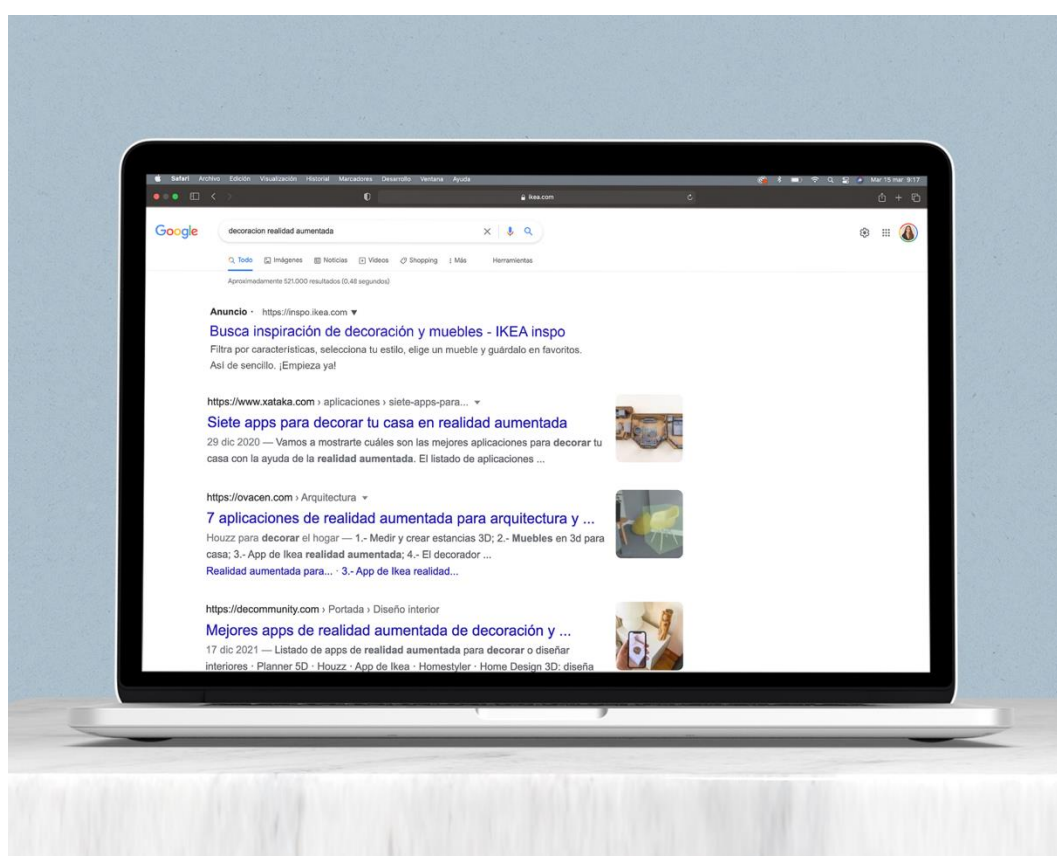 Safari Archivo Edición Visualización Historial Marcadores Desarrollo Ventana Ayuda
Mar 15 mar 9:17
ikea.com
Google
decoracion realidad aumentada
Todo Imágenes Noticias Vídeos Shopping Más Herramientas
Aproximadamente 521.000 resultados (0,48 segundos)
Anuncio · https://inspo.ikea.com
Busca inspiración de decoración y muebles - IKEA inspo
Filtra por características, selecciona tu estilo, elige un mueble y guárdalo en favoritos.
Así de sencillo. ¡Empieza ya!
https://www.xataka.com › aplicaciones › siete-apps-para...
Siete apps para decorar tu casa en realidad aumentada
29 dic 2020 — Vamos a mostrarte cuáles son las mejores aplicaciones para decorar tu
casa con la ayuda de la realidad aumentada. El listado de aplicaciones ...
https://ovacen.com › Arquitectura
7 aplicaciones de realidad aumentada para arquitectura y ...
Houzz para decorar el hogar — 1.- Medir y crear estancias 3D; 2.- Muebles en 3d para
casa; 3.- App de Ikea realidad aumentada; 4.- El decorador ...
Realidad aumentada para... · 3.- App de Ikea realidad...
https://decommunity.com › Portada › Diseño interior
Mejores apps de realidad aumentada de decoración y ...
17 dic 2021 — Listado de apps de realidad aumentada para decorar o diseñar
interiores · Planner 5D · Houzz · App de Ikea · Homestyler · Home Design 3D: diseña